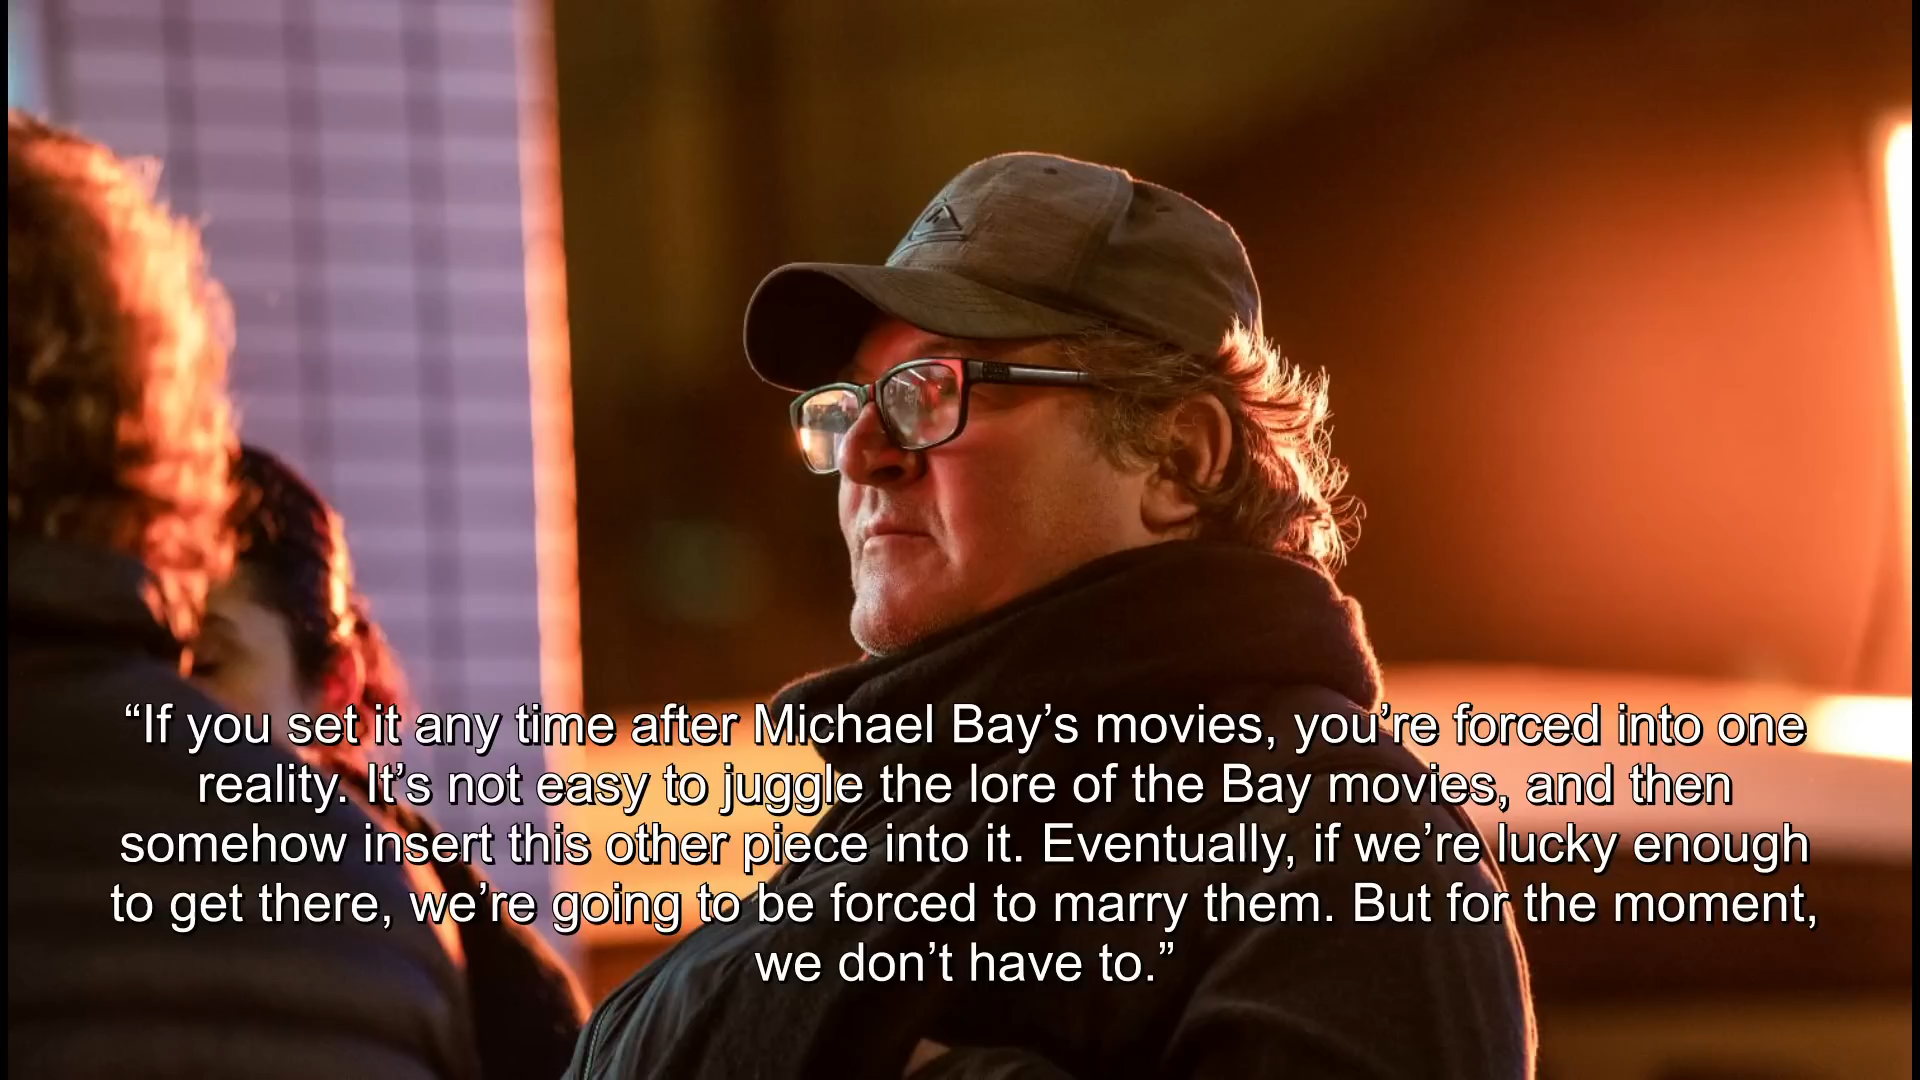 “If you set it any time after Michael Bay’s movies, you’re forced into one
reality. It’s not easy to juggle the lore of the Bay movies, and then
somehow insert this other piece into it. Eventually, if we’re lucky enough
to get there, we’re going to be forced to marry them. But for the moment,
we don’t have to.”